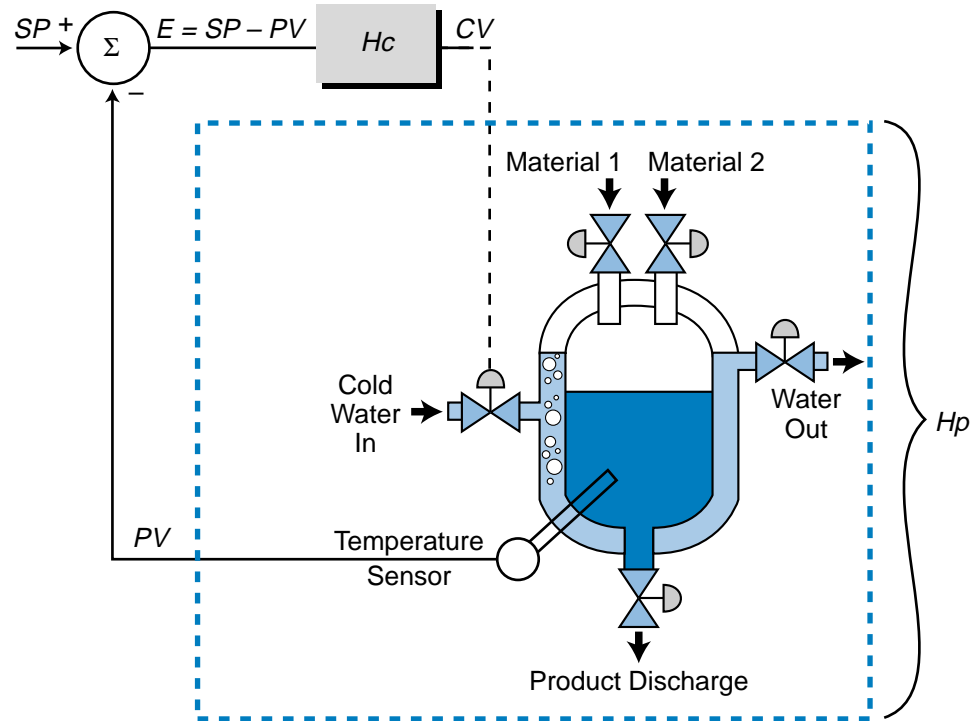 SP + E = SP – PV Hc CV
Σ
–
Material 1 Material 2
Cold
Water
In
Water
Out
Hp
PV
Temperature
Sensor
Product Discharge